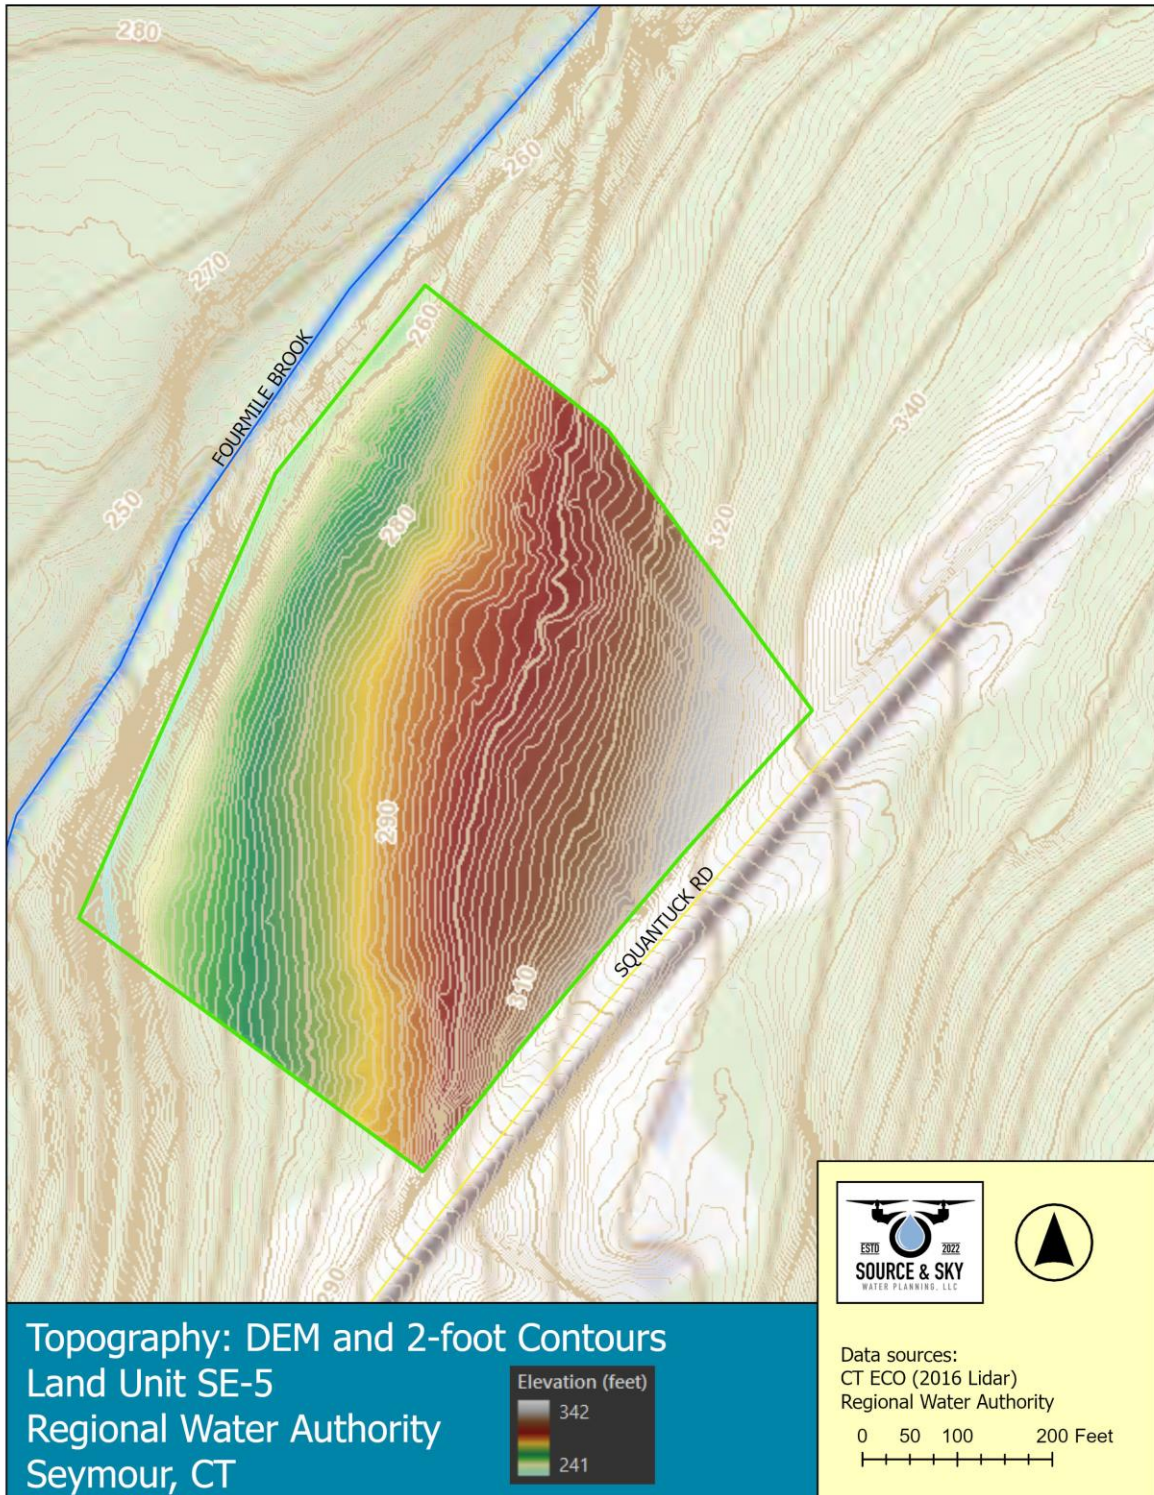 280
260
270
260
FOURMILE BROOK
340
250
280
320
290
SQUANTUCK RD
310
290
ESTD 2022
SOURCE & SKY
WATER PLANNING, LLC
Topography: DEM and 2-foot Contours
Land Unit SE-5
Regional Water Authority
Seymour, CT
Elevation (feet)
342
241
Data sources:
CT ECO (2016 Lidar)
Regional Water Authority
0 50 100 200 Feet